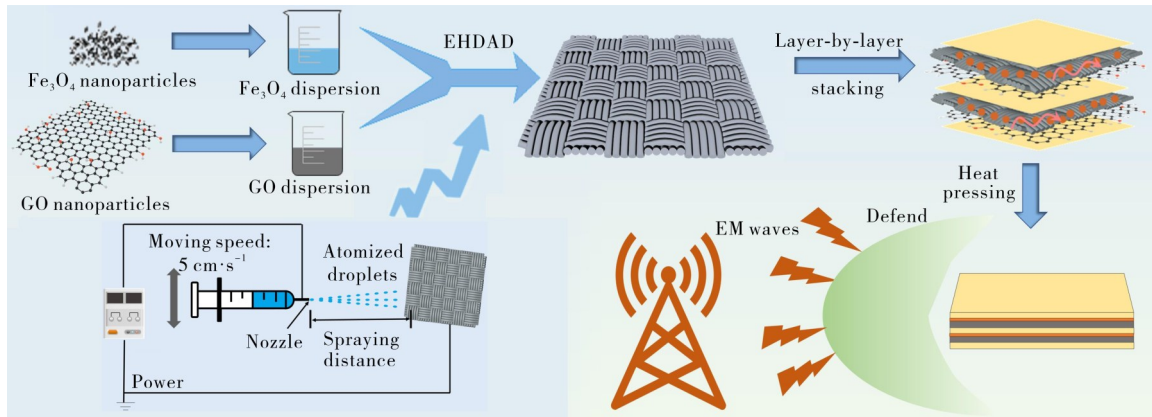 Fe₃O₄ nanoparticles
Fe₃O₄ dispersion
GO nanoparticles
GO dispersion
EHDAD
Layer-by-layer
stacking
Heat
pressing
Moving speed:
5 cm·s⁻¹
Atomized
droplets
Nozzle
Spraying
distance
Power
EM waves
Defend